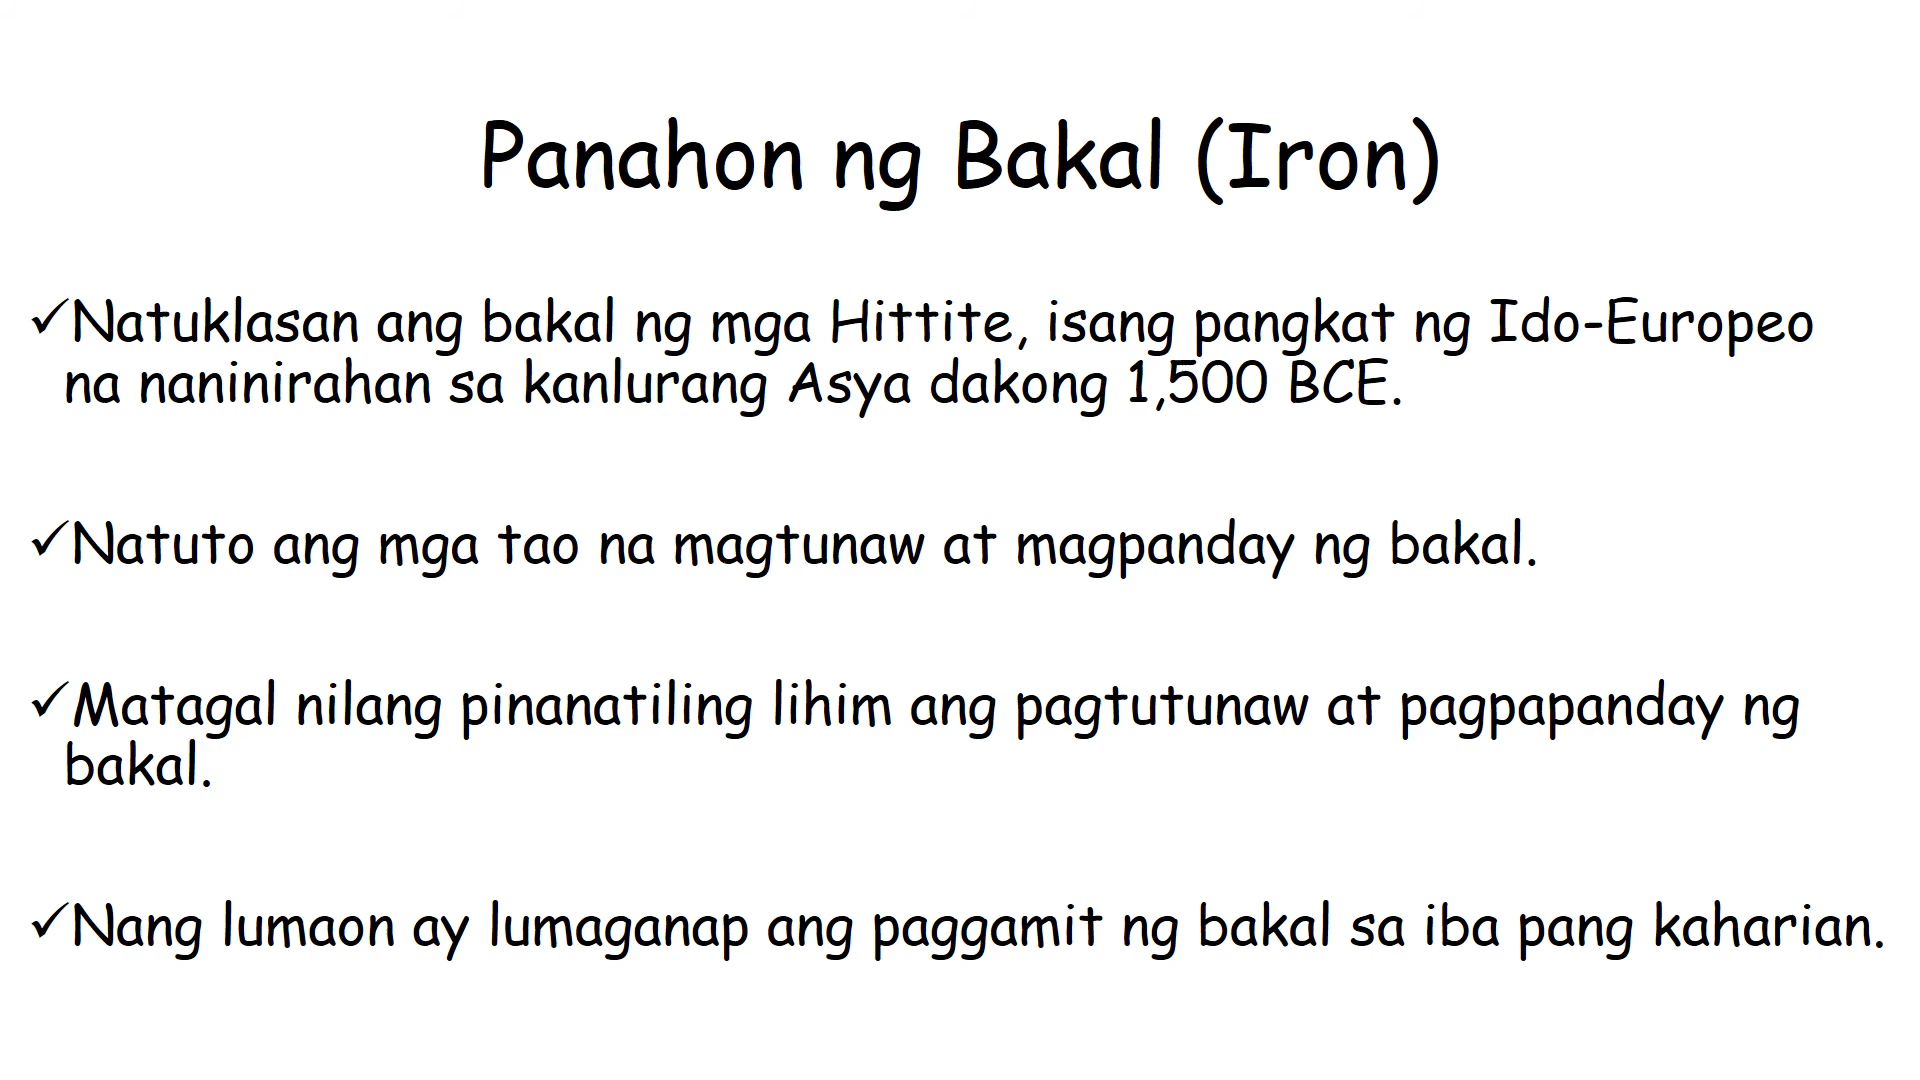 Panahon ng Bakal (Iron)
✓Natuklasan ang bakal ng mga Hittite, isang pangkat ng Ido-Europeo
na naninirahan sa kanlurang Asya dakong 1,500 BCE.
✓Natuto ang mga tao na magtunaw at magpanday ng bakal.
✓Matagal nilang pinanatiling lihim ang pagtutunaw at pagpapanday ng
bakal.
✓Nang lumaon ay lumaganap ang paggamit ng bakal sa iba pang kaharian.